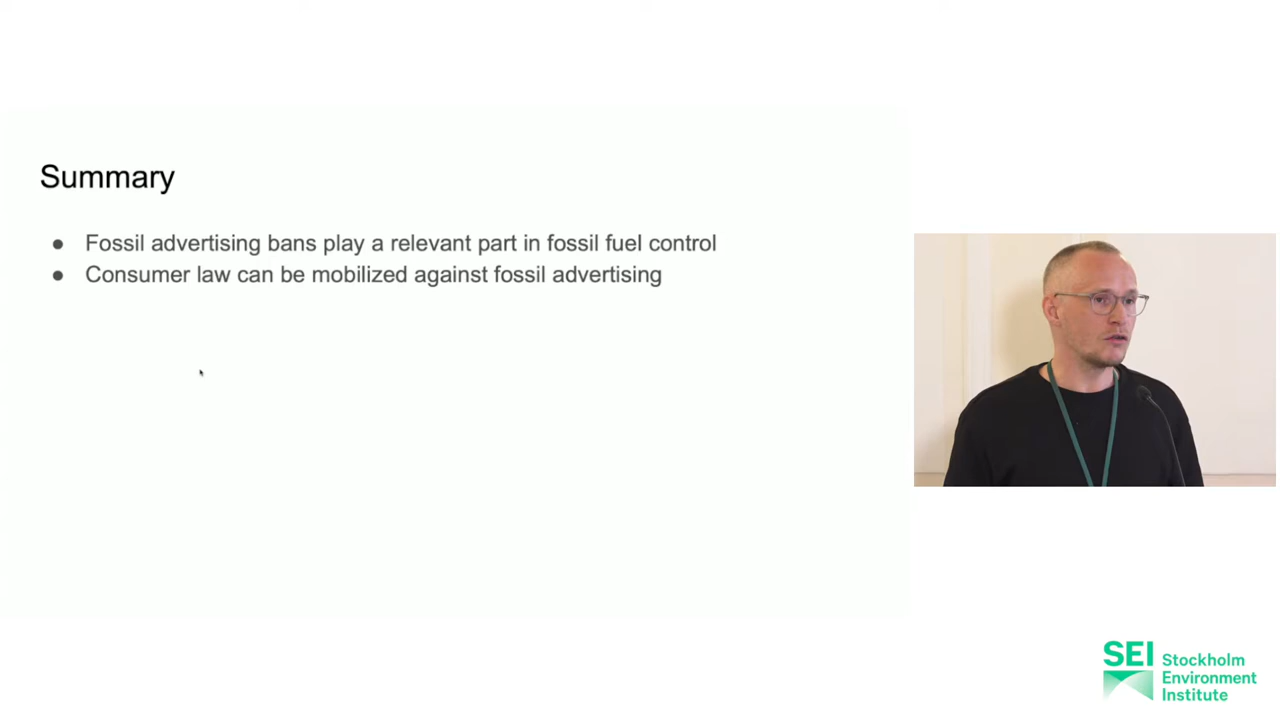 Summary
● Fossil advertising bans play a relevant part in fossil fuel control
● Consumer law can be mobilized against fossil advertising
SEI Stockholm
Environment
Institute